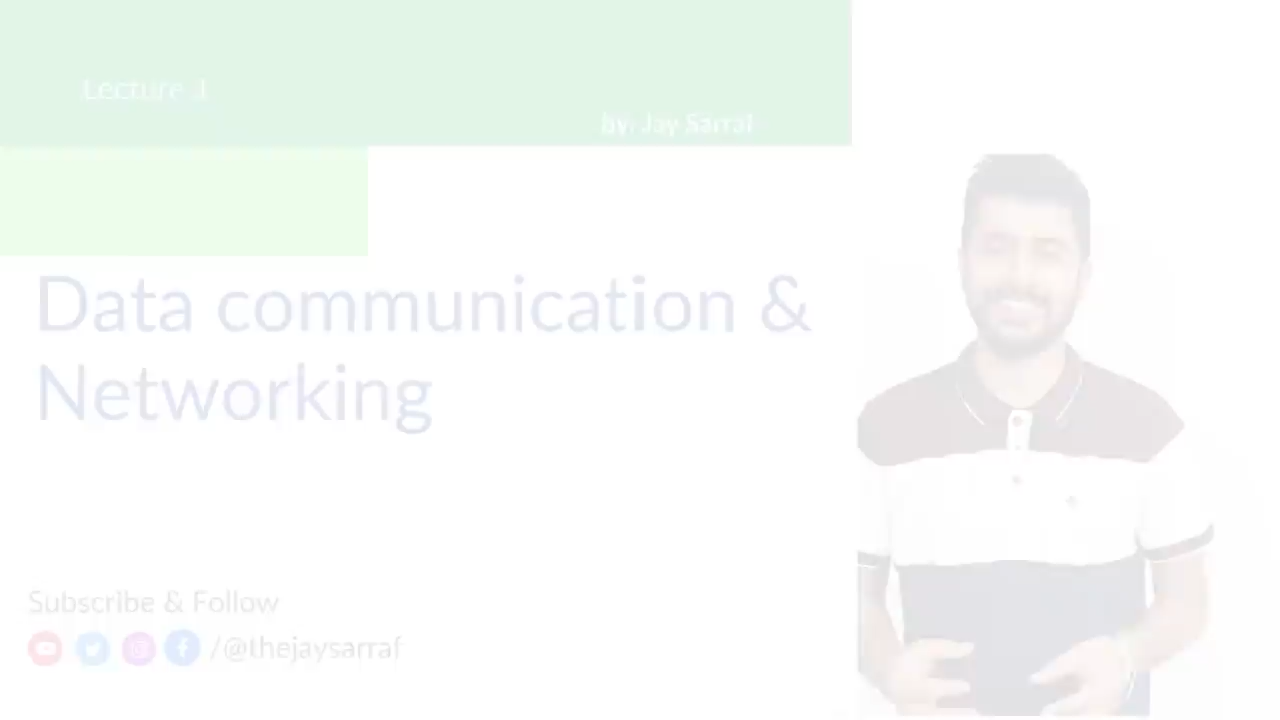 Lecture 1
by: Jay Sarraf
Data communication &
Networking
Subscribe & Follow
/@thejaysarraf